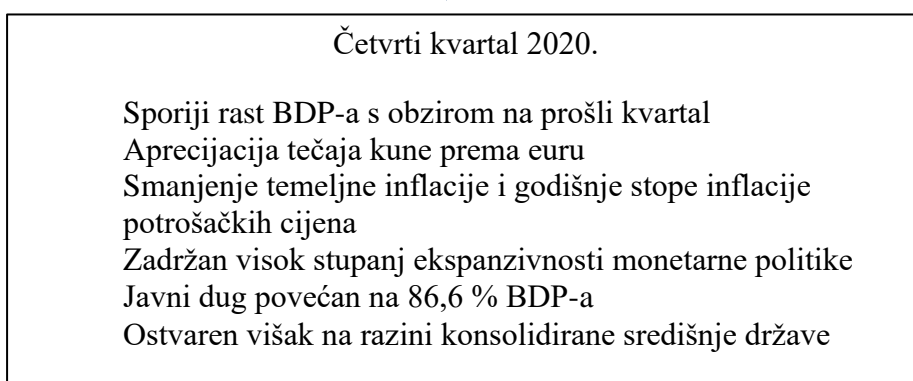 Četvrti kvartal 2020.
Sporiji rast BDP-a s obzirom na prošli kvartal
Aprecijacija tečaja kune prema euru
Smanjenje temeljne inflacije i godišnje stope inflacije
potrošačkih cijena
Zadržan visok stupanj ekspanzivnosti monetarne politike
Javni dug povećan na 86,6 % BDP-a
Ostvaren višak na razini konsolidirane središnje države